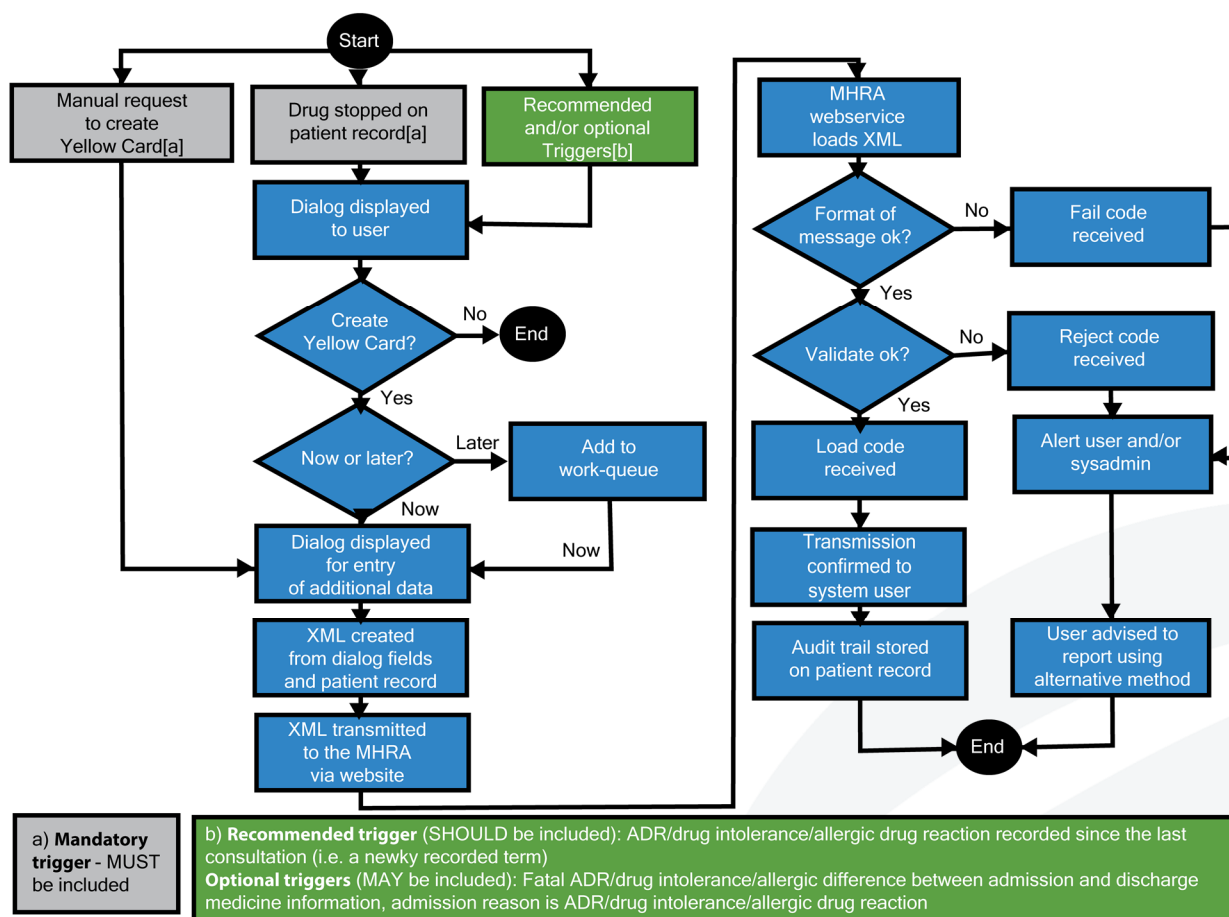 Start
Manual request
to create
Yellow Card[a]
Drug stopped on
patient record[a]
Recommended
and/or optional
Triggers[b]
Dialog displayed
to user
Create
Yellow Card?
No
End
Yes
Now or later?
Later
Add to
work-queue
Now
Now
Dialog displayed
for entry
of additional data
XML created
from dialog fields
and patient record
XML transmitted
to the MHRA
via website
MHRA
webservice
loads XML
Format of
message ok?
No
Fail code
received
Yes
Validate ok?
No
Reject code
received
Yes
Load code
received
Alert user and/or
sysadmin
Transmission
confirmed to
system user
Audit trail stored
on patient record
User advised to
report using
alternative method
End
a) Mandatory
trigger - MUST
be included
b) Recommended trigger (SHOULD be included): ADR/drug intolerance/allergic drug reaction recorded since the last
consultation (i.e. a newky recorded term)
Optional triggers (MAY be included): Fatal ADR/drug intolerance/allergic difference between admission and discharge
medicine information, admission reason is ADR/drug intolerance/allergic drug reaction